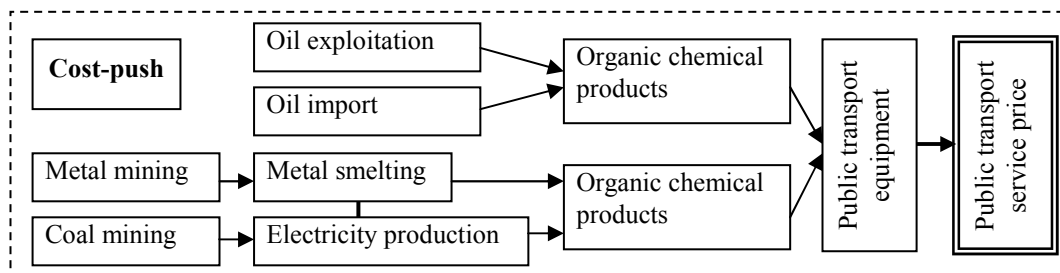 Cost-push
Oil exploitation
Oil import
Organic chemical
products
Metal mining
Metal smelting
Coal mining
Electricity production
Organic chemical
products
Public transport
equipment
Public transport
service price